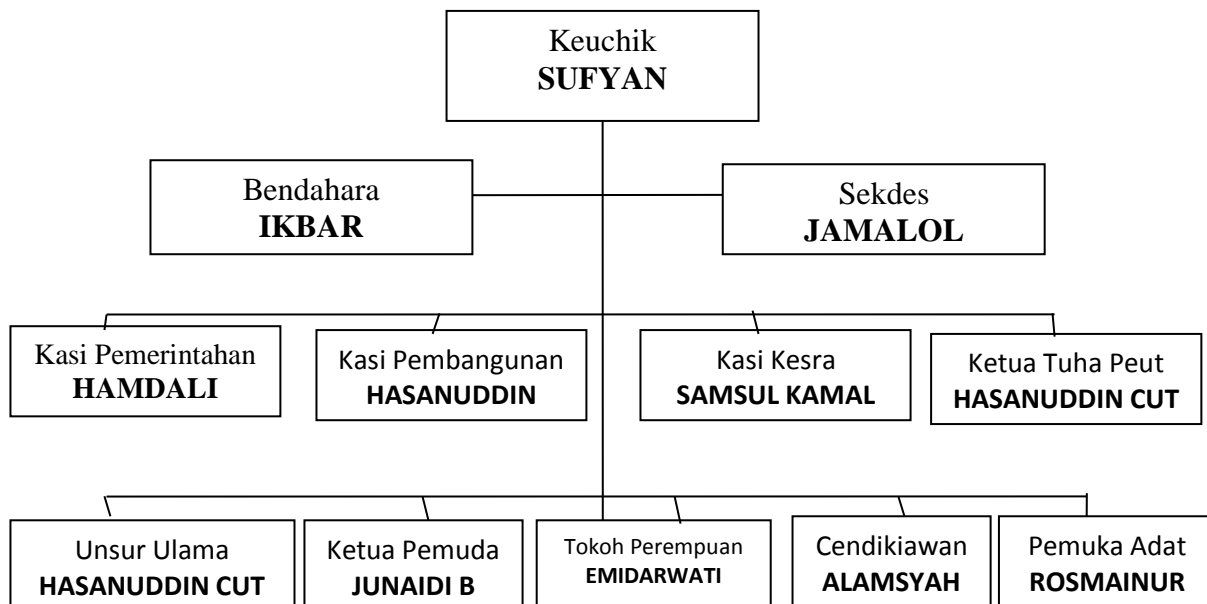 Keuchik
SUFYAN
Bendahara
IKBAR
Sekdes
JAMALOL
Kasi Pemerintahan
HAMDALI
Kasi Pembangunan
HASANUDDIN
Kasi Kesra
SAMSUL KAMAL
Ketua Tuha Peut
HASANUDDIN CUT
Unsur Ulama
HASANUDDIN CUT
Ketua Pemuda
JUNAIDI B
Tokoh Perempuan
EMIDARWATI
Cendikiawan
ALAMSYAH
Pemuka Adat
ROSMAINUR